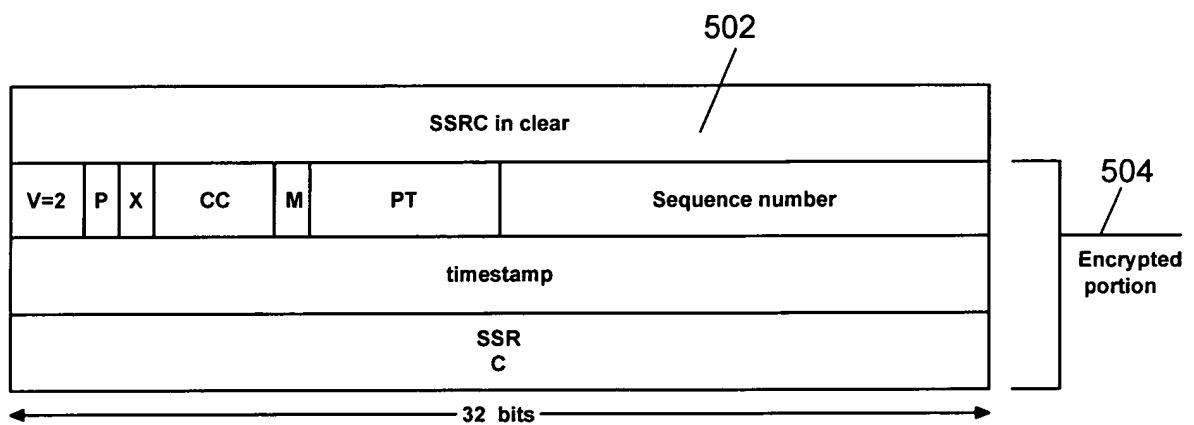 502
SSRC in clear
V=2 P X CC M PT Sequence number
504
timestamp
Encrypted
portion
SSR
C
32 bits